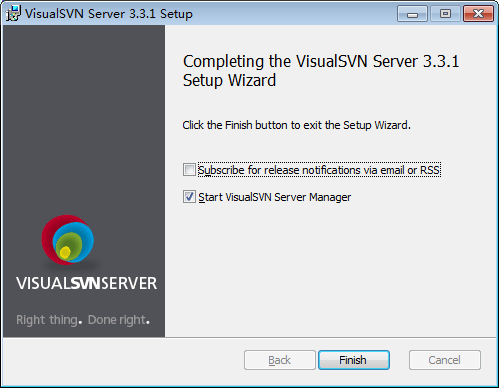 VisualSVN Server 3.3.1 Setup
Completing the VisualSVN Server 3.3.1
Setup Wizard
Click the Finish button to exit the Setup Wizard.
Subscribe for release notifications via email or RSS
Start VisualSVN Server Manager
VISUALSVNSERVER
Right thing. Done right.
Back
Finish
Cancel